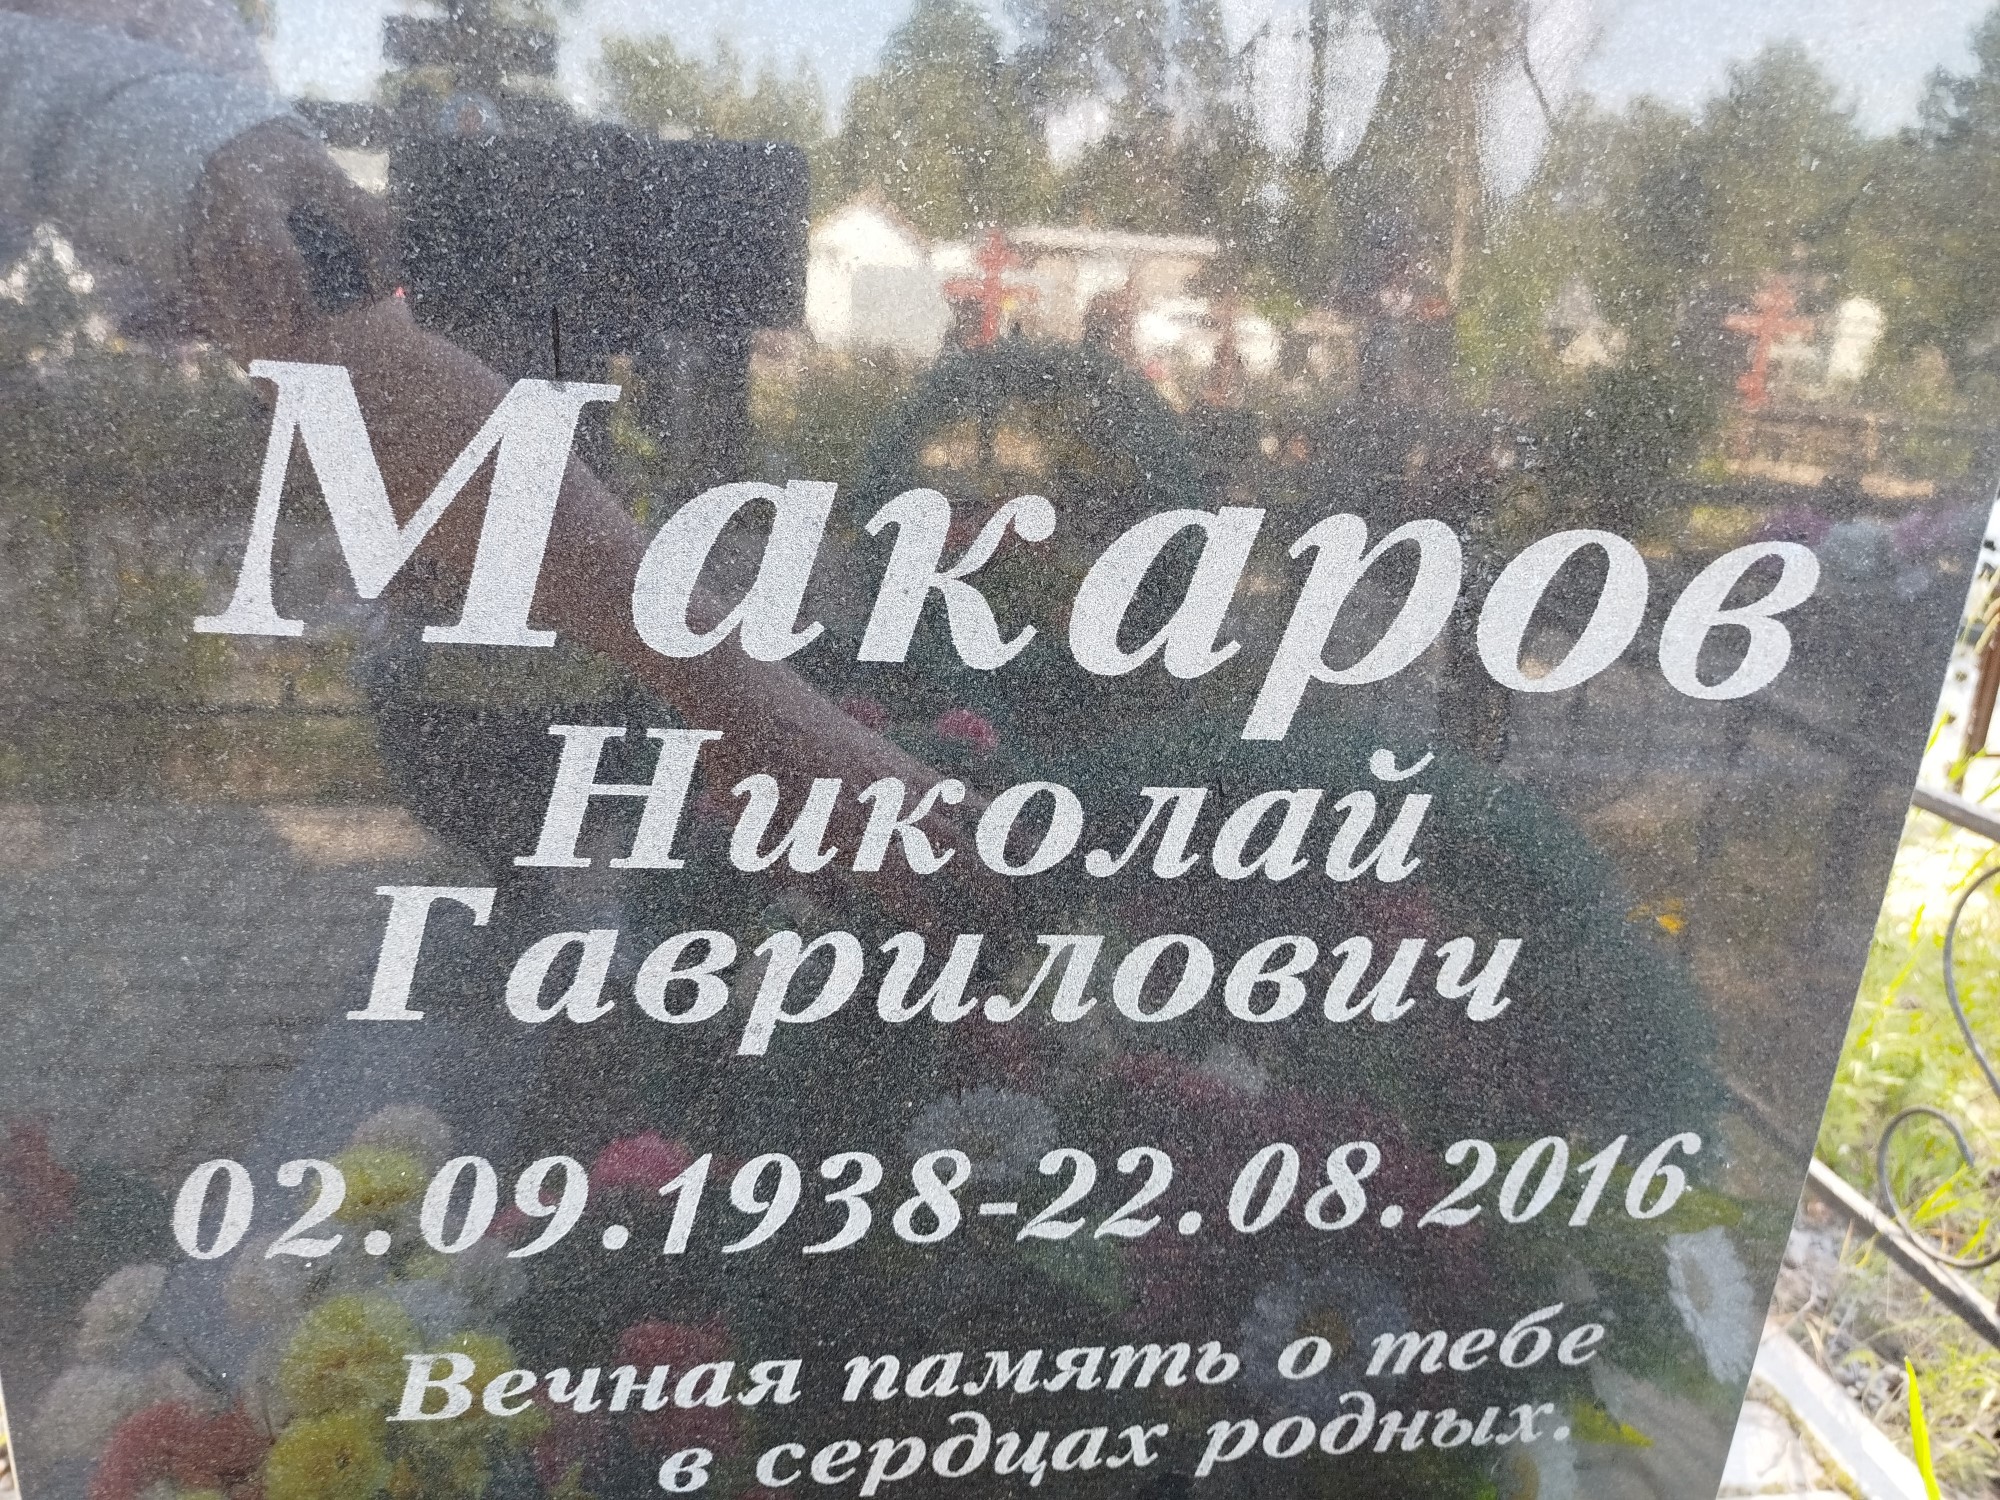 Макаров
Николай
Гаврилович
02.09.1938-22.08.2016
Вечная память о тебе
в сердцах родных.